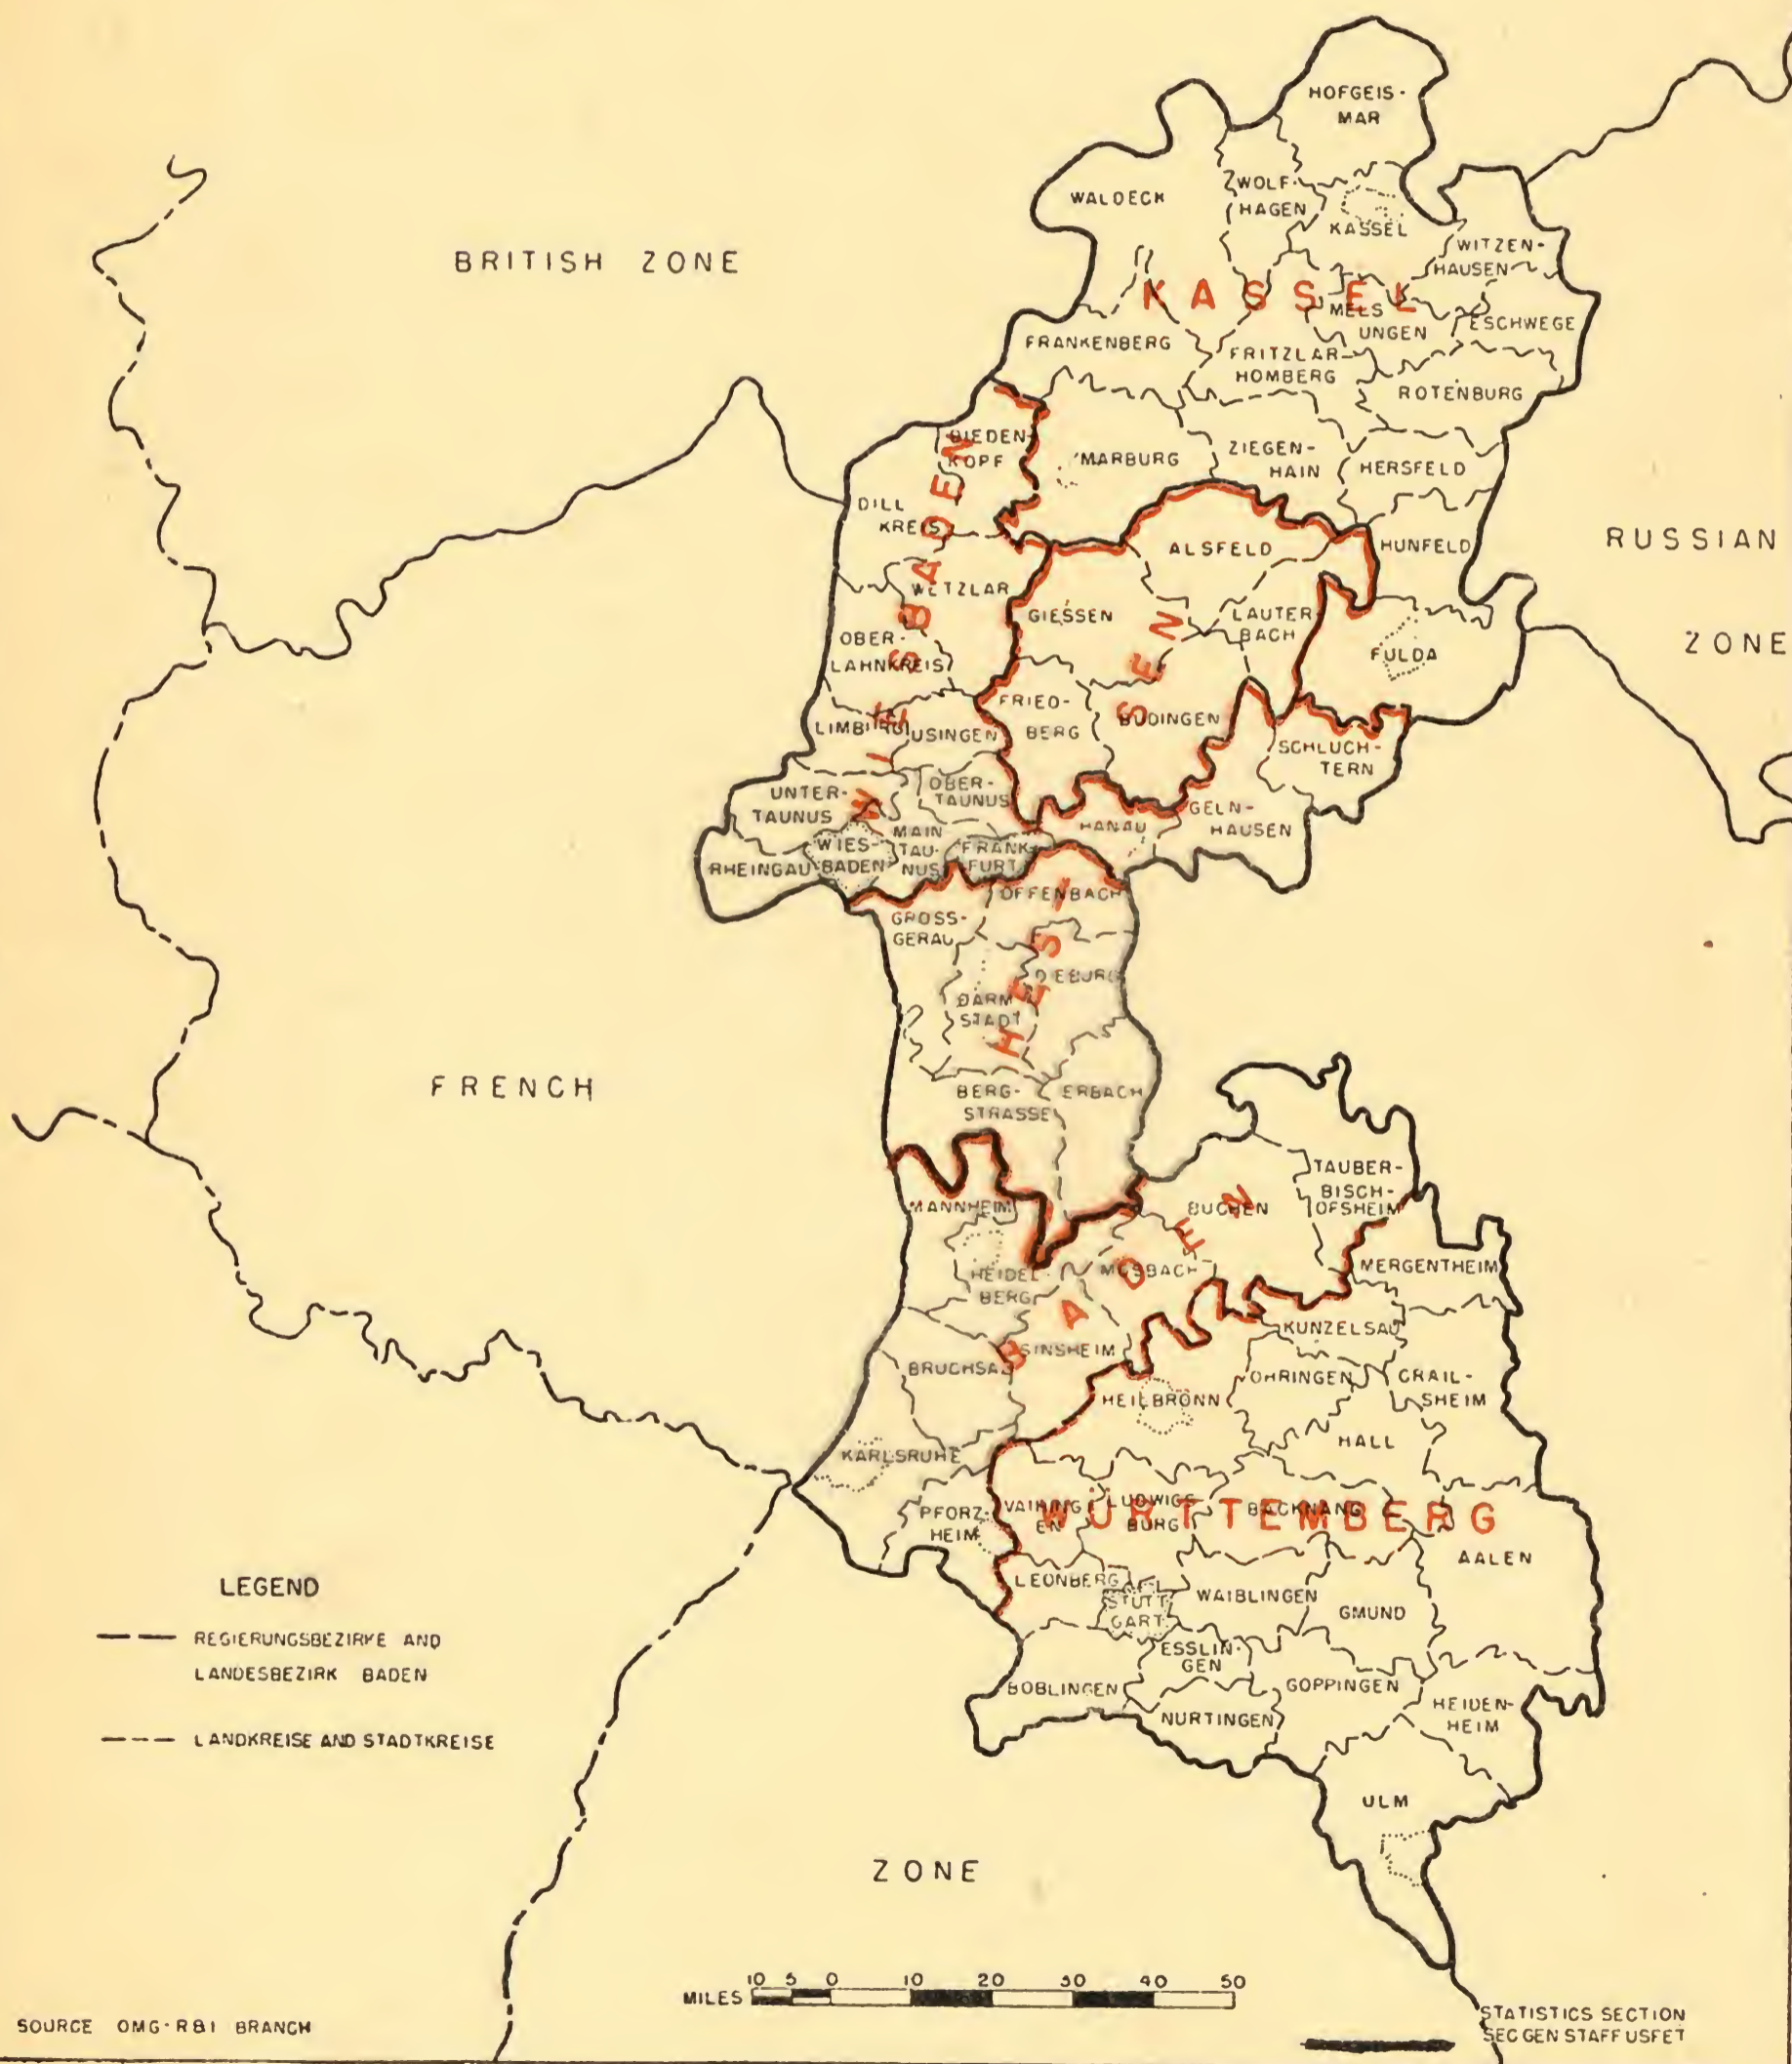 HOFGEIS-
MAR
WALDECK
WOLF-
HAGEN
KASSEL
WITZEN-
HAUSEN
BRITISH ZONE
KASSEL
MELS
UNGEN
ESCHWEGE
FRANKENBERG
FRITZLAR-
HOMBERG
ROTENBURG
BIEDEN-
KOPF
MARBURG
ZIEGEN-
HAIN
HERSFELD
DILL
KREIS
WIESBADEN
ALSFELD
HUNFELD
RUSSIAN
ZONE
WETZLAR
GIESSEN
LAUTER
BACH
FULDA
OBER-
LAHNKREIS
LIMBURG
USINGEN
FRIED-
BERG
BUDINGEN
SCHLUCH-
TERN
UNTER-
TAUNUS
OBER-
TAUNUS
GELN-
HAUSEN
HANAU
MAIN
TAU-
NUS
WIES-
BADEN
FRANK
FURT
RHEINGAU
OFFENBACH
GROSS-
GERAU
HESSEN
DIEBURG
DARM
STADT
FRENCH
BERG-
STRASSE
ERBACH
TAUBER-
BISCH-
OFSHEIM
BUCHEN
MANNHEIM
HEIDEL-
BERG
MOSBACH
BADEN
MERGENTHEIM
KUNZELSAU
SINSHEIM
BRUCHSAL
OHRINGEN
CRAIL-
SHEIM
HEILBRONN
HALL
KARLSRUHE
PFORZ-
HEIM
VAIHING
EN
LUDWIGS
BURG
BACKNANG
WÜRTTEMBERG
AALEN
LEONBERG
STUTT
GART
WAIBLINGEN
GMUND
ESSLIN-
GEN
BOBLINGEN
GOPPINGEN
HEIDEN-
HEIM
NURTINGEN
ULM
ZONE
LEGEND
REGIERUNGSBEZIRKE AND
LANDESBEZIRK BADEN
LANDKREISE AND STADTKREISE
10 5 0 10 20 30 40 50
MILES
SOURCE OMG-R&I BRANCH
STATISTICS SECTION
SEC GEN STAFF USFET